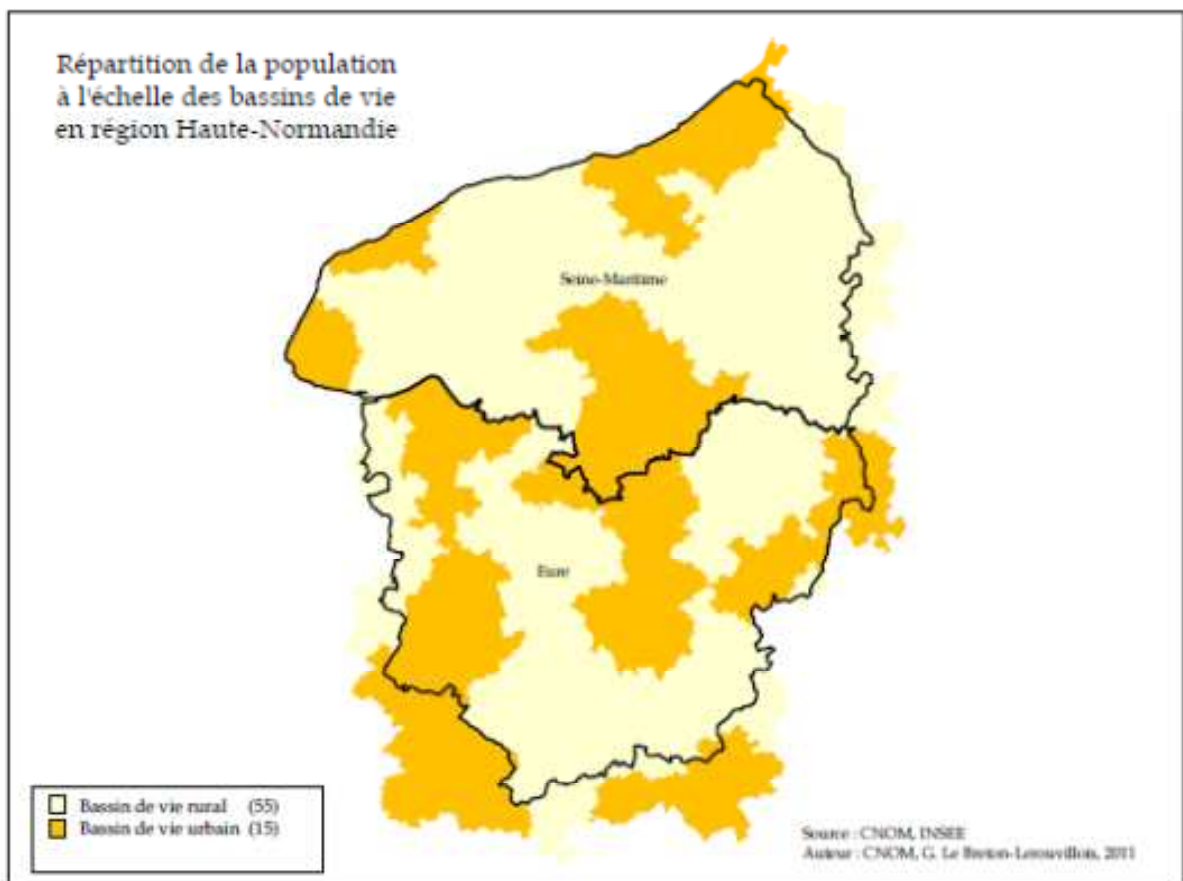 Répartition de la population
à l'échelle des bassins de vie
en région Haute-Normandie
Seine-Maritime
Eure
Bassin de vie rural (55)
Bassin de vie urbain (15)
Source : CNOM, INSEE
Auteur : CNOM, G. Le Breton-Lerouvillois, 2011